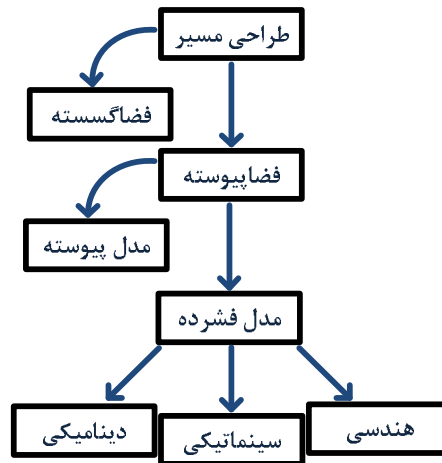 طراحی مسیر
فضاگسسته
فضاپیوسته
مدل پیوسته
مدل فشرده
هندسی
سینماتیکی
دینامیکی